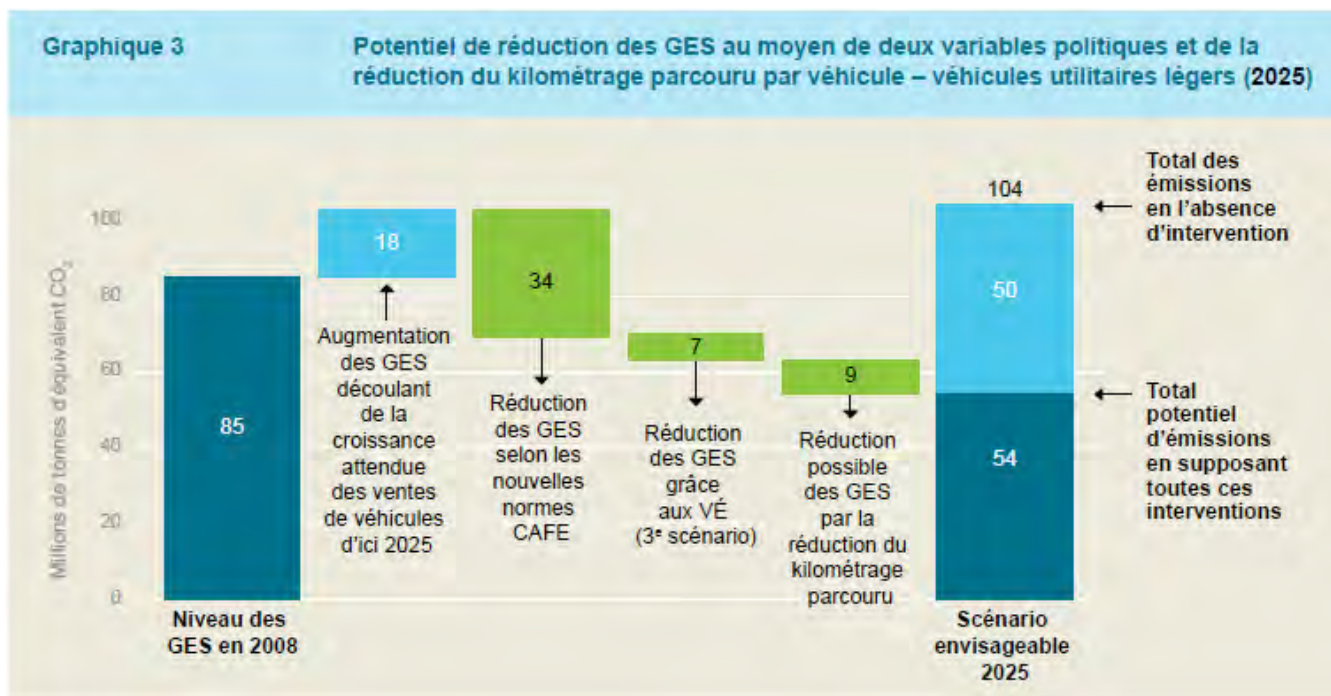 Graphique 3
Potentiel de réduction des GES au moyen de deux variables politiques et de la
réduction du kilométrage parcouru par véhicule – véhicules utilitaires légers (2025)
Millions de tonnes d'équivalent CO₂
100
80
60
40
20
0
85
Niveau des
GES en 2008
18
Augmentation
des GES
découlant
de la
croissance
attendue
des ventes
de véhicules
d'ici 2025
34
Réduction
des GES
selon les
nouvelles
normes
CAFE
7
Réduction
des GES
grâce
aux VÉ
(3ᵉ scénario)
9
Réduction
possible
des GES
par la
réduction du
kilométrage
parcouru
104
50
54
Scénario
envisageable
2025
Total des
émissions
en l'absence
d'intervention
Total
potentiel
d'émissions
en supposant
toutes ces
interventions